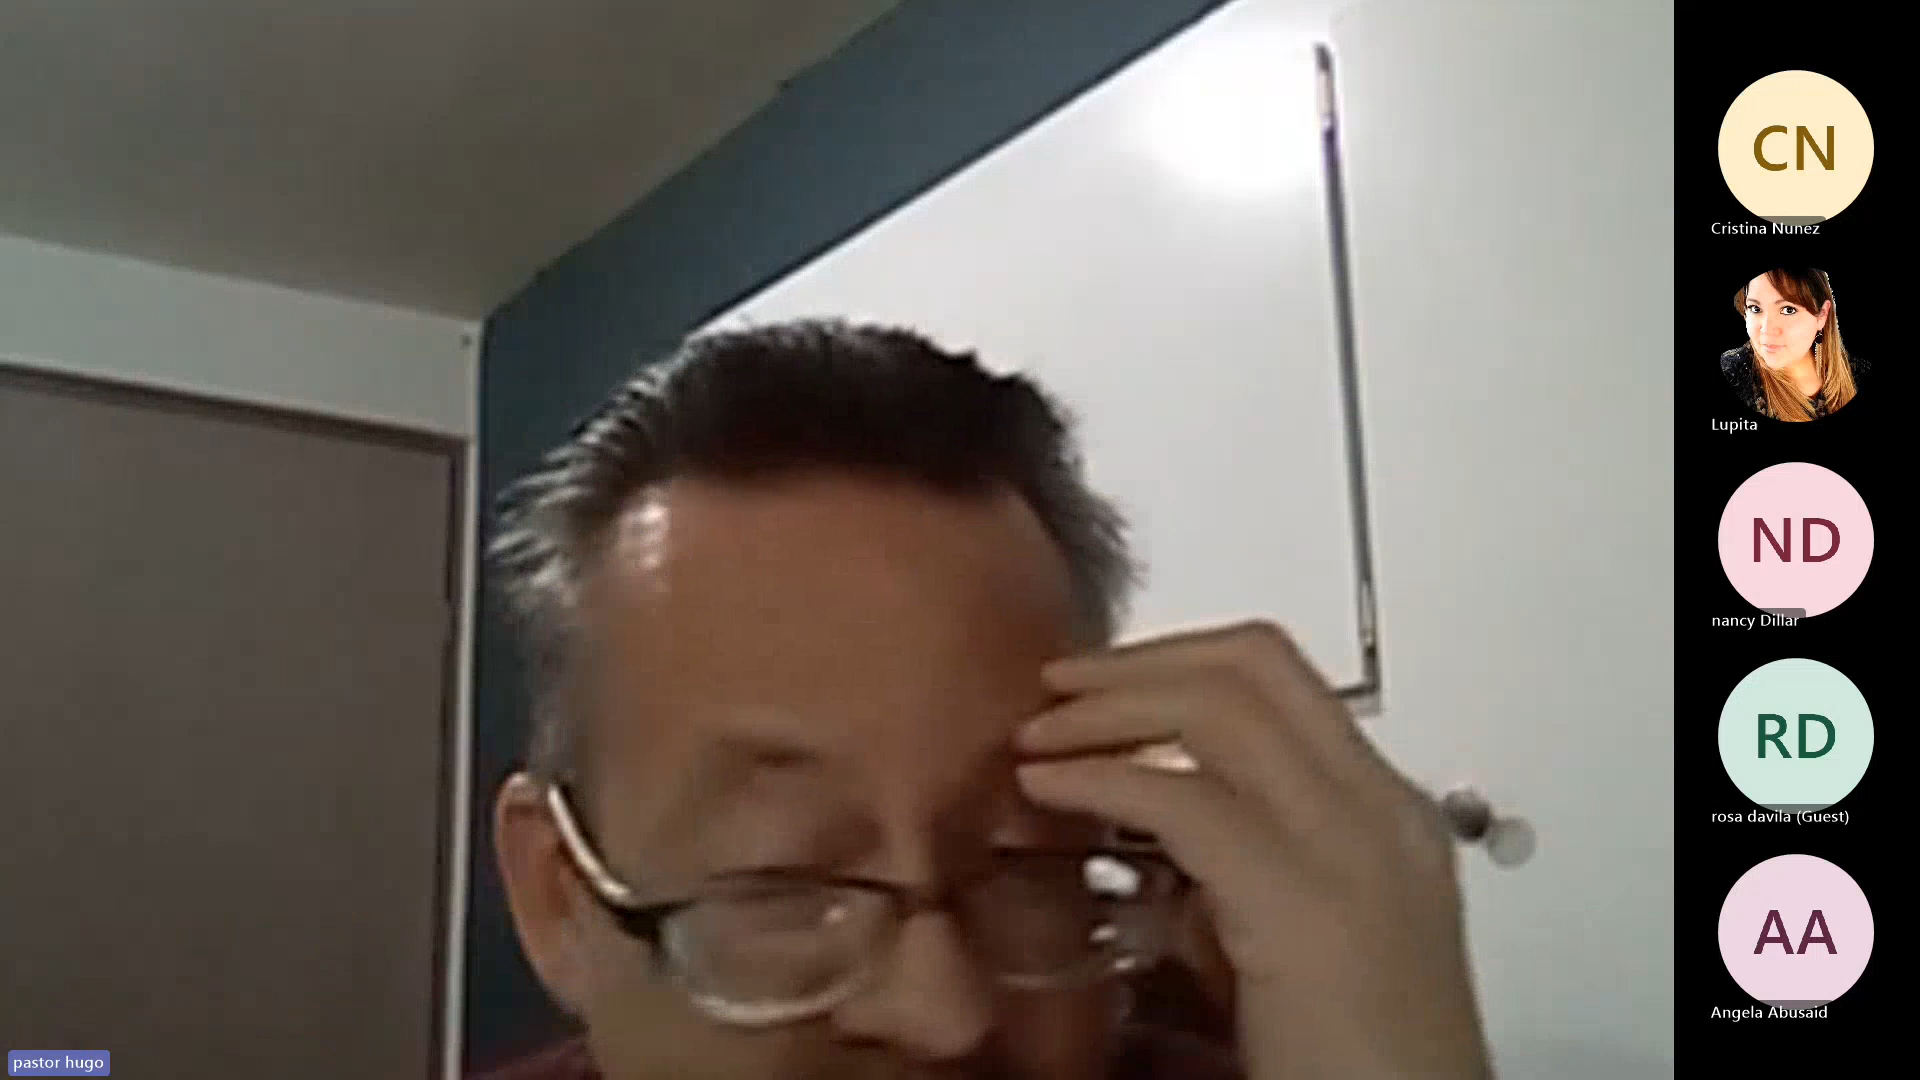 CN
Cristina Nunez
Lupita
ND
nancy Dillar
RD
rosa davila (Guest)
AA
Angela Abusaid
pastor hugo